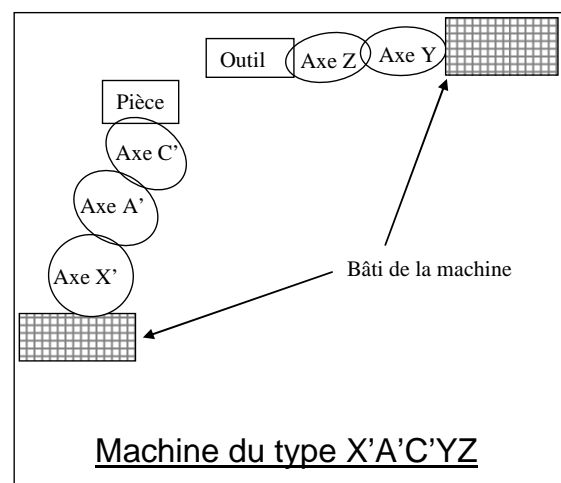 Outil
Axe Z
Axe Y
Pièce
Axe C'
Axe A'
Axe X'
Bâti de la machine
Machine du type X'A'C'YZ